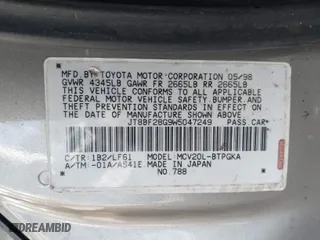 MFD. BY TOYOTA MOTOR CORPORATION 05/98
GVWR 4345LB GAWR FR 2665LB RR 2665LB
THIS VEHICLE CONFORMS TO ALL APPLICABLE FEDERAL
MOTOR VEHICLE SAFETY, BUMPER, AND THEFT
PREVENTION STANDARDS IN EFFECT ON THE DATE OF
MANUFACTURE SHOWN ABOVE.
JT8BF28G9W5047249 PASS. CAR
C/TR: 1B2/LF61 MODEL: MCV20L-BTPGKA
A/TM: -01A/A541E MADE IN JAPAN
NO. 788